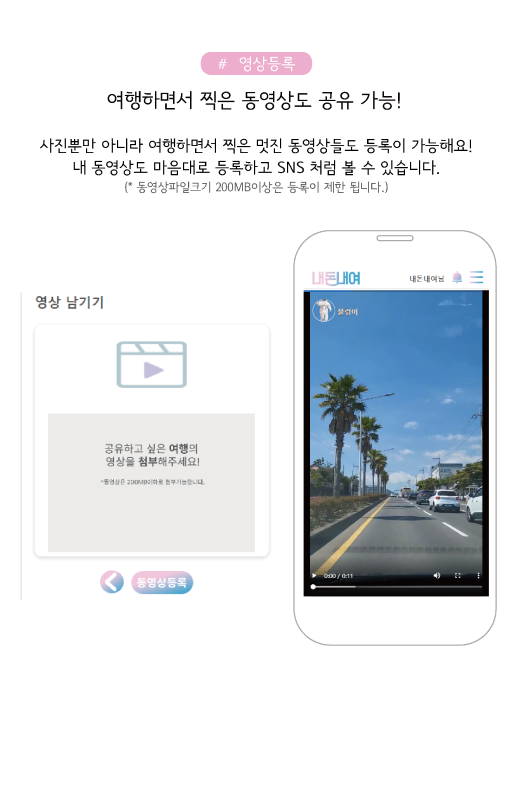 # 영상등록
여행하면서 찍은 동영상도 공유 가능!
사진뿐만 아니라 여행하면서 찍은 멋진 동영상들도 등록이 가능해요!
내 동영상도 마음대로 등록하고 SNS 처럼 볼 수 있습니다.
(* 동영상파일크기 200MB이상은 등록이 제한 됩니다.)
영상 남기기
공유하고 싶은 여행의
영상을 첨부해주세요!
*동영상은 200MB이하로 첨부가능합니다.
동영상등록
내돈내여
내돈내여님
0:00 / 0:11